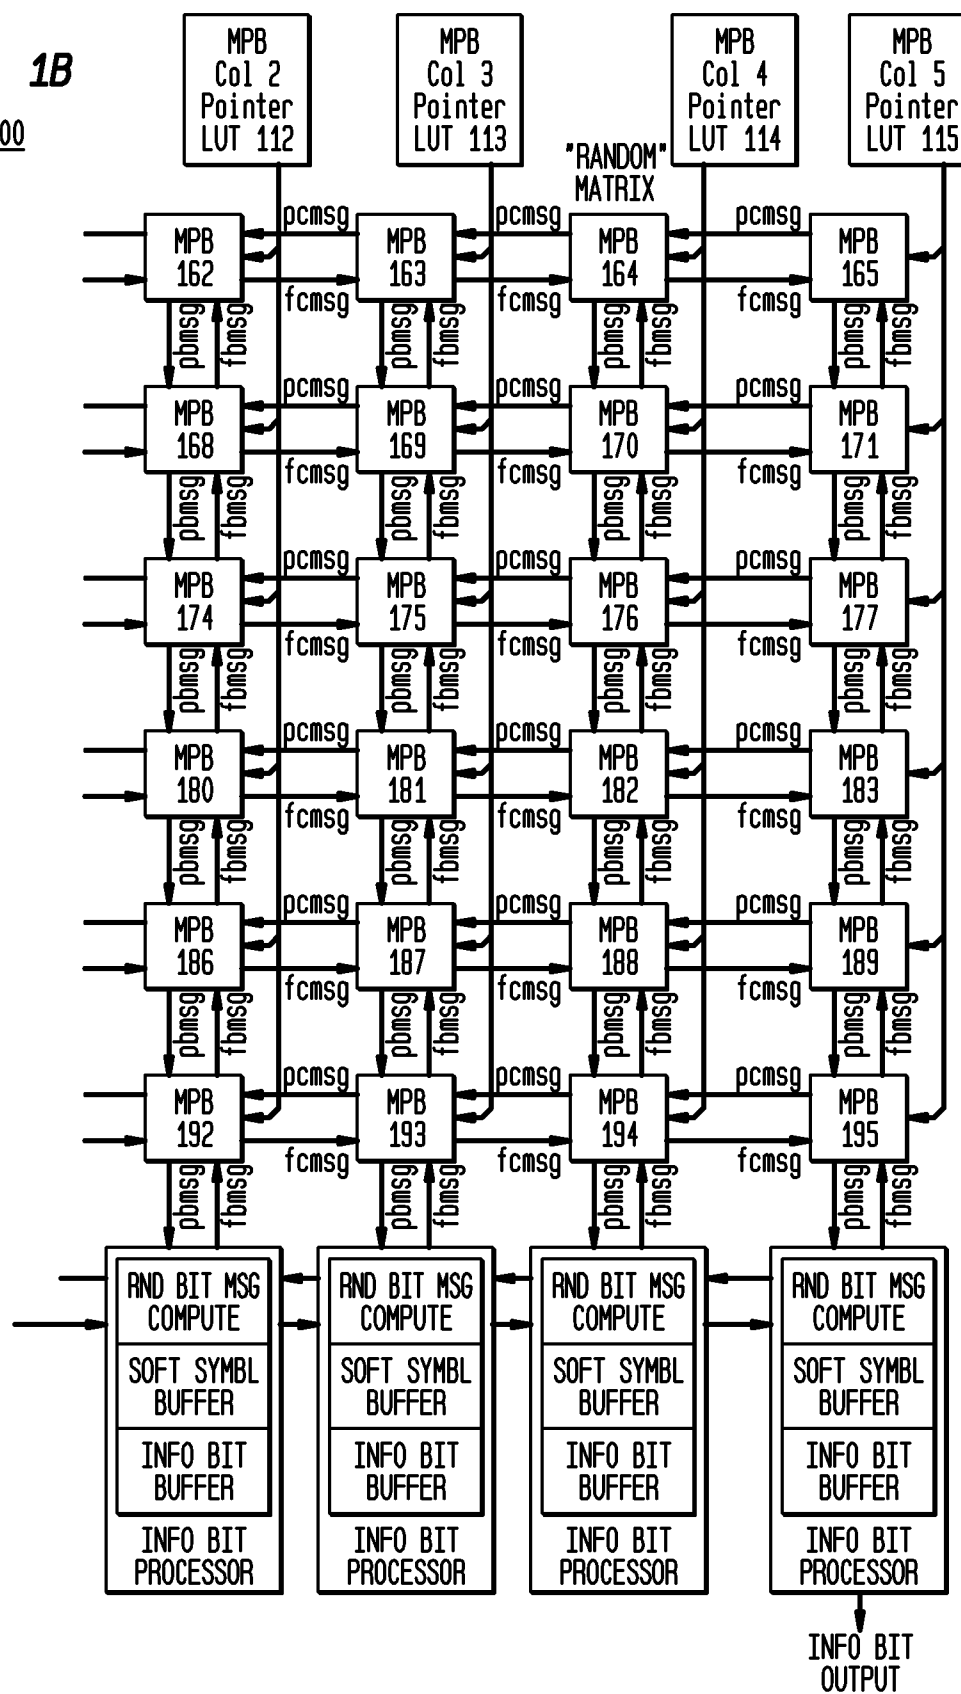 1B
00
MPB
Col 2
Pointer
LUT 112
MPB
Col 3
Pointer
LUT 113
MPB
Col 4
Pointer
LUT 114
MPB
Col 5
Pointer
LUT 115
"RANDOM"
MATRIX
pcmsg
pcmsg
pcmsg
MPB
162
MPB
163
MPB
164
MPB
165
fcmsg
fcmsg
fcmsg
pbmsg
fbmsg
pbmsg
fbmsg
pbmsg
fbmsg
pbmsg
fbmsg
pcmsg
pcmsg
pcmsg
MPB
168
MPB
169
MPB
170
MPB
171
fcmsg
fcmsg
fcmsg
pbmsg
fbmsg
pbmsg
fbmsg
pbmsg
fbmsg
pbmsg
fbmsg
pcmsg
pcmsg
pcmsg
MPB
174
MPB
175
MPB
176
MPB
177
fcmsg
fcmsg
fcmsg
pbmsg
fbmsg
pbmsg
fbmsg
pbmsg
fbmsg
pbmsg
fbmsg
pcmsg
pcmsg
pcmsg
MPB
180
MPB
181
MPB
182
MPB
183
fcmsg
fcmsg
fcmsg
pbmsg
fbmsg
pbmsg
fbmsg
pbmsg
fbmsg
pbmsg
fbmsg
pcmsg
pcmsg
pcmsg
MPB
186
MPB
187
MPB
188
MPB
189
fcmsg
fcmsg
fcmsg
pbmsg
fbmsg
pbmsg
fbmsg
pbmsg
fbmsg
pbmsg
fbmsg
pcmsg
pcmsg
pcmsg
MPB
192
MPB
193
MPB
194
MPB
195
fcmsg
fcmsg
fcmsg
pbmsg
fbmsg
pbmsg
fbmsg
pbmsg
fbmsg
pbmsg
fbmsg
RND BIT MSG
COMPUTE
SOFT SYMBL
BUFFER
INFO BIT
BUFFER
INFO BIT
PROCESSOR
RND BIT MSG
COMPUTE
SOFT SYMBL
BUFFER
INFO BIT
BUFFER
INFO BIT
PROCESSOR
RND BIT MSG
COMPUTE
SOFT SYMBL
BUFFER
INFO BIT
BUFFER
INFO BIT
PROCESSOR
RND BIT MSG
COMPUTE
SOFT SYMBL
BUFFER
INFO BIT
BUFFER
INFO BIT
PROCESSOR
INFO BIT
OUTPUT